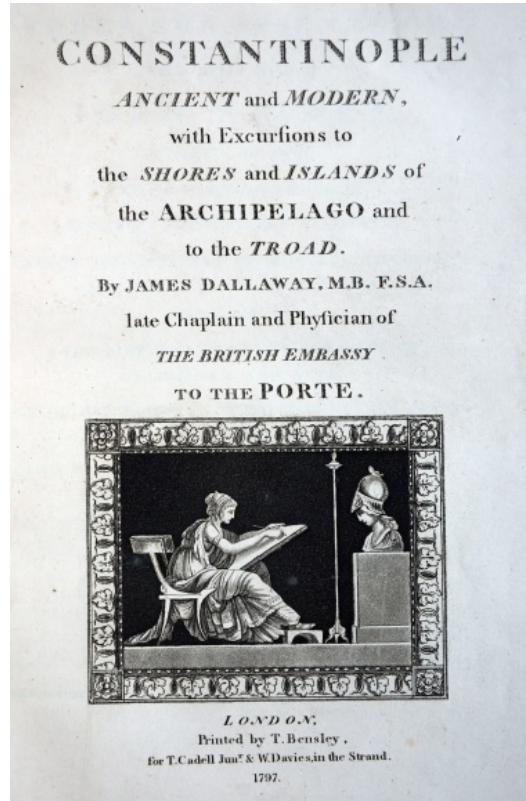 CONSTANTINOPLE
ANCIENT and MODERN,
with Excurſions to
the SHORES and ISLANDS of
the ARCHIPELAGO and
to the TROAD.
By JAMES DALLAWAY, M.B. F.S.A.
late Chaplain and Phyſician of
THE BRITISH EMBASSY
TO THE PORTE.
LONDON;
Printed by T. Bensley,
for T. Cadell Junr. & W. Davies, in the Strand.
1797.